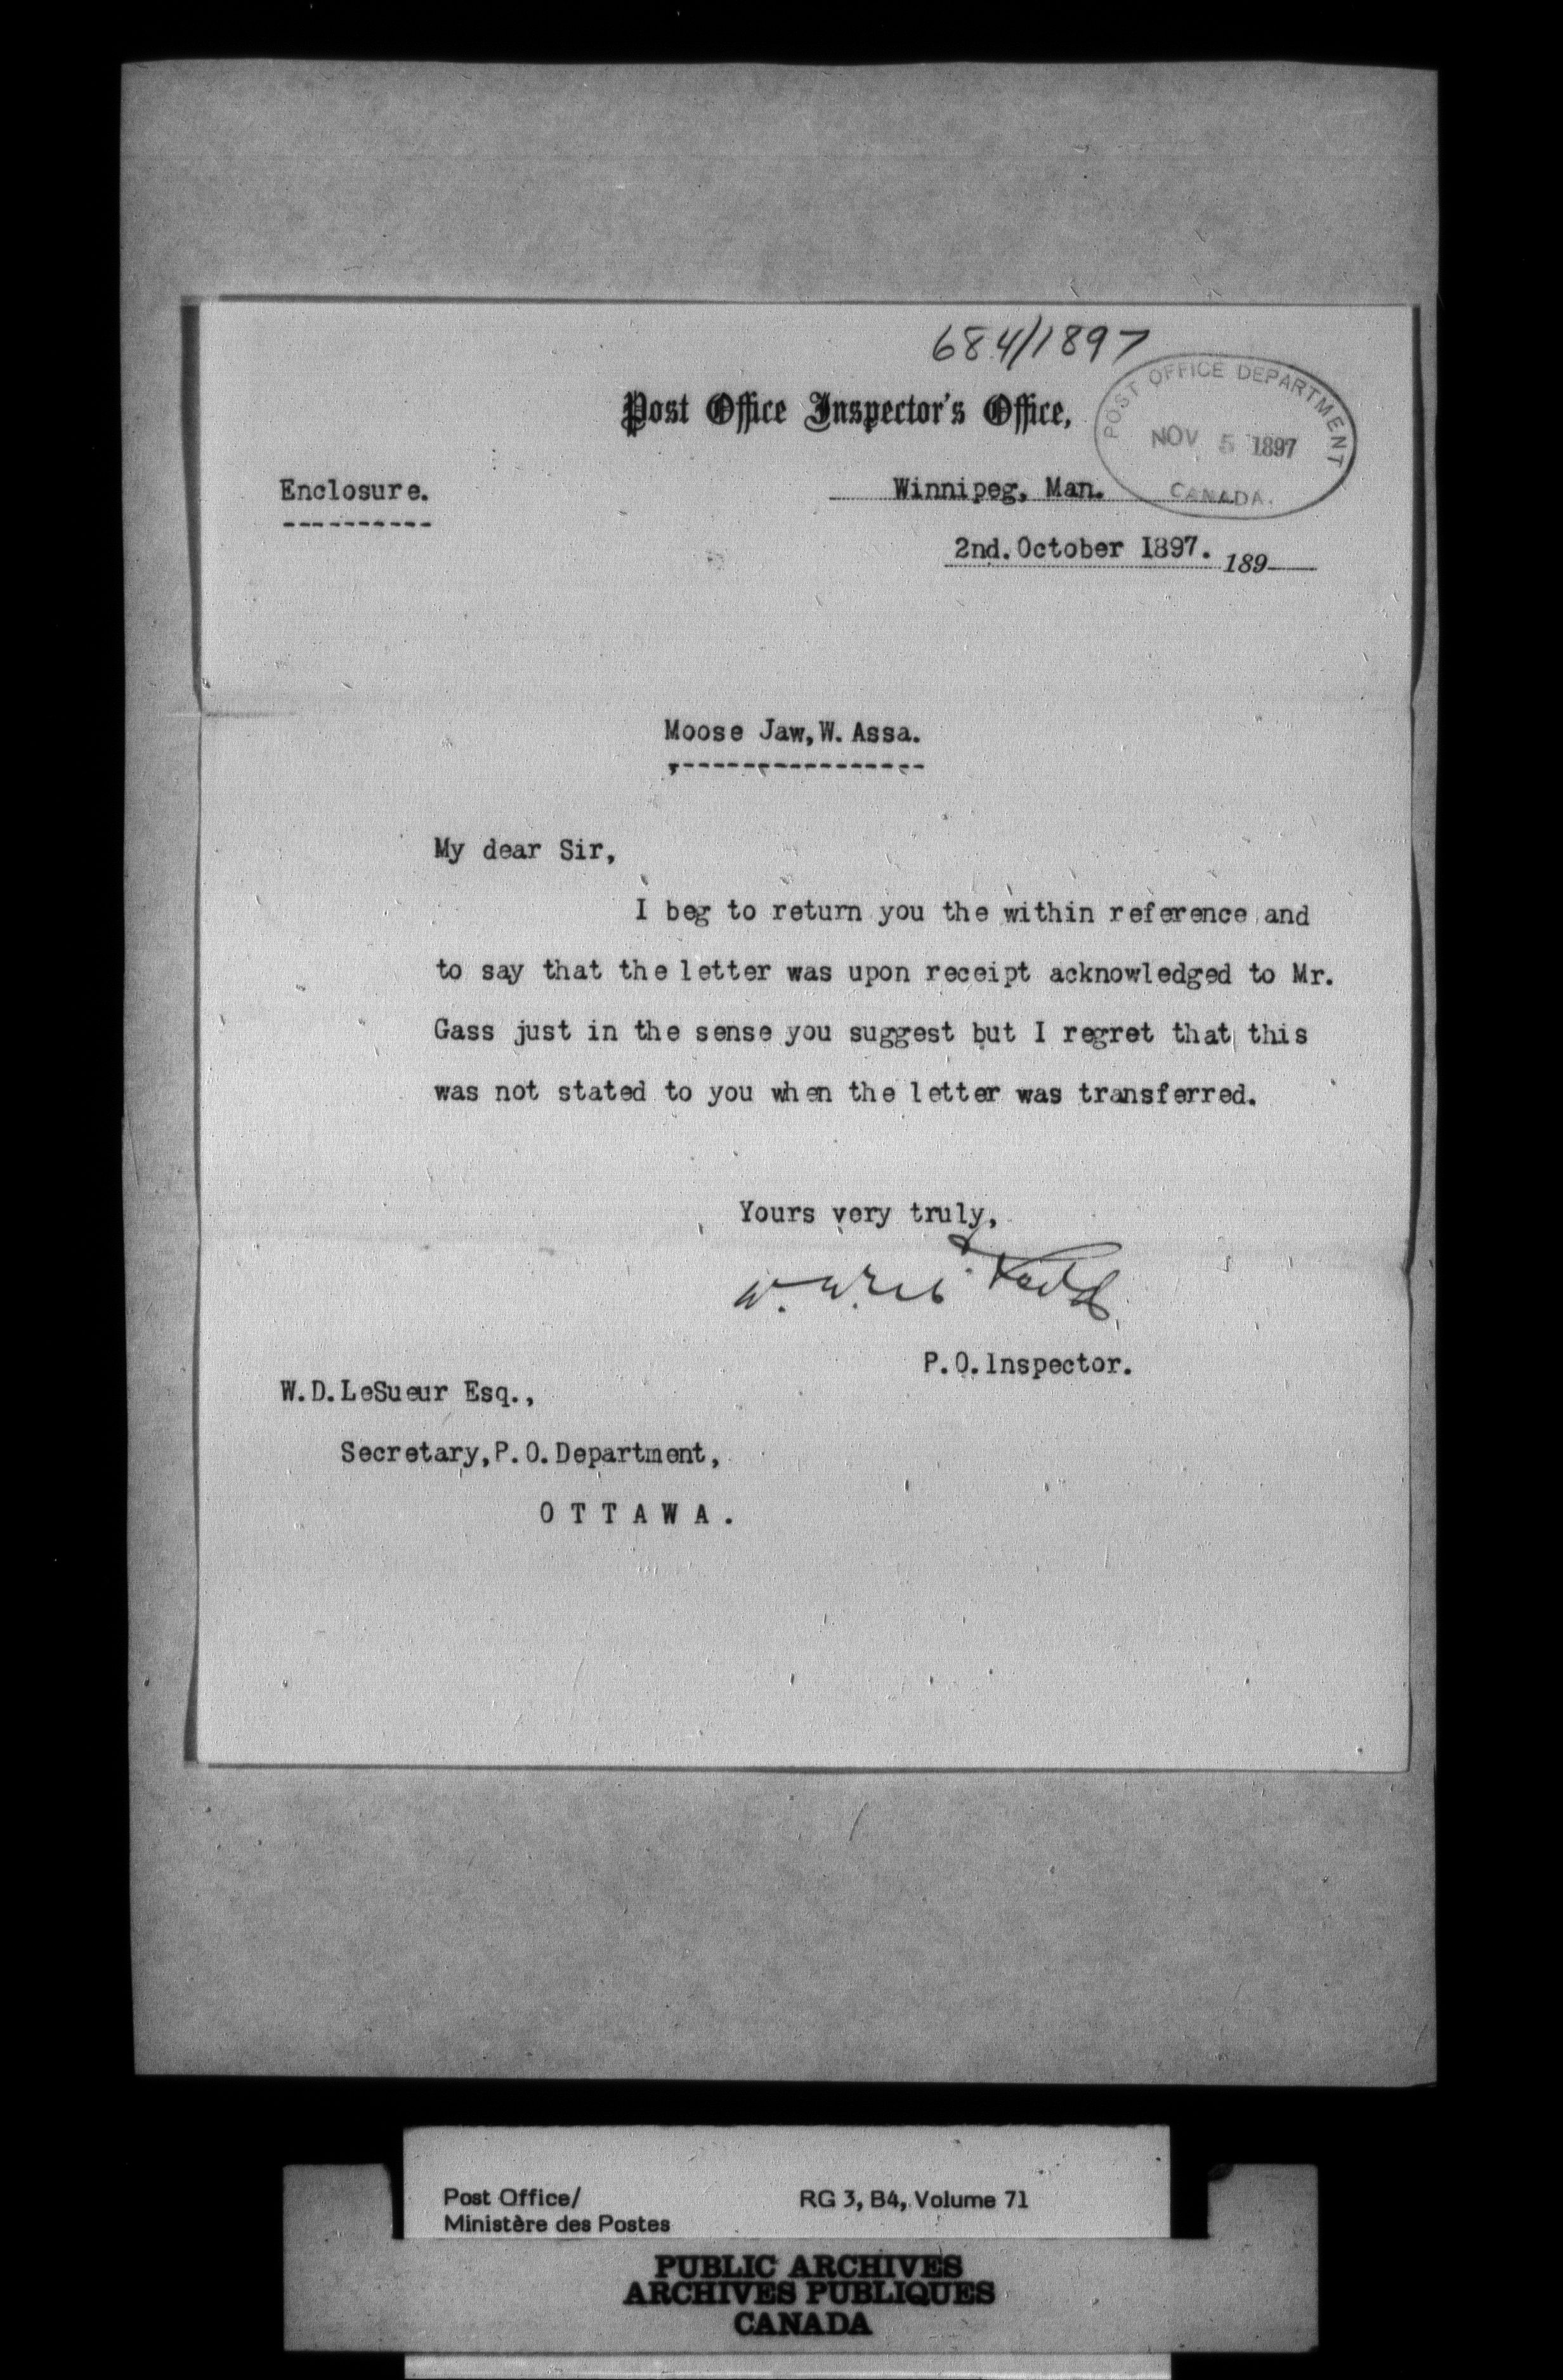 684/1897
Post Office Inspector's Office,
POST OFFICE DEPARTMENT
NOV 5 1897
CANADA.
Enclosure.
Winnipeg, Man.
2nd. October 1897. 189
Moose Jaw, W. Assa.
My dear Sir,
I beg to return you the within reference and
to say that the letter was upon receipt acknowledged to Mr.
Gass just in the sense you suggest but I regret that this
was not stated to you when the letter was transferred.
Yours very truly,
W. W.
P.O.Inspector.
W.D.LeSueur Esq.,
Secretary, P.O.Department,
OTTAWA.
Post Office/
Ministère des Postes
RG 3, B4, Volume 71
PUBLIC ARCHIVES
ARCHIVES PUBLIQUES
CANADA